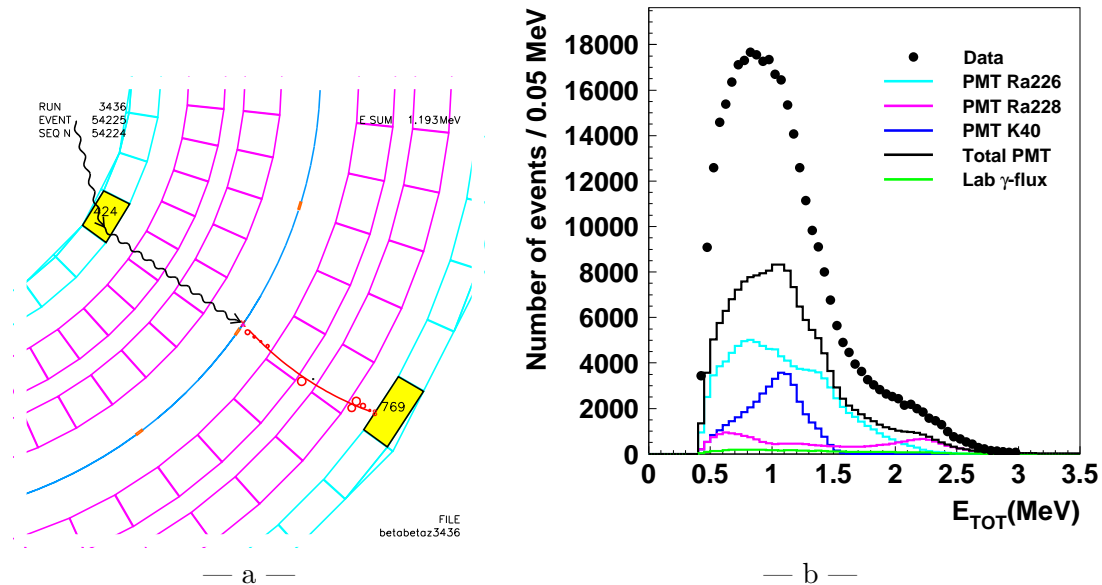 RUN 3436
EVENT 54225
SEQ N 54224
E SUM 1.193MeV
424
769
FILE
betabetaz3436
— a —
Number of events / 0.05 MeV
18000
16000
14000
12000
10000
8000
6000
4000
2000
0
Data
PMT Ra226
PMT Ra228
PMT K40
Total PMT
Lab γ-flux
0 0.5 1 1.5 2 2.5 3 3.5
E_TOT(MeV)
— b —